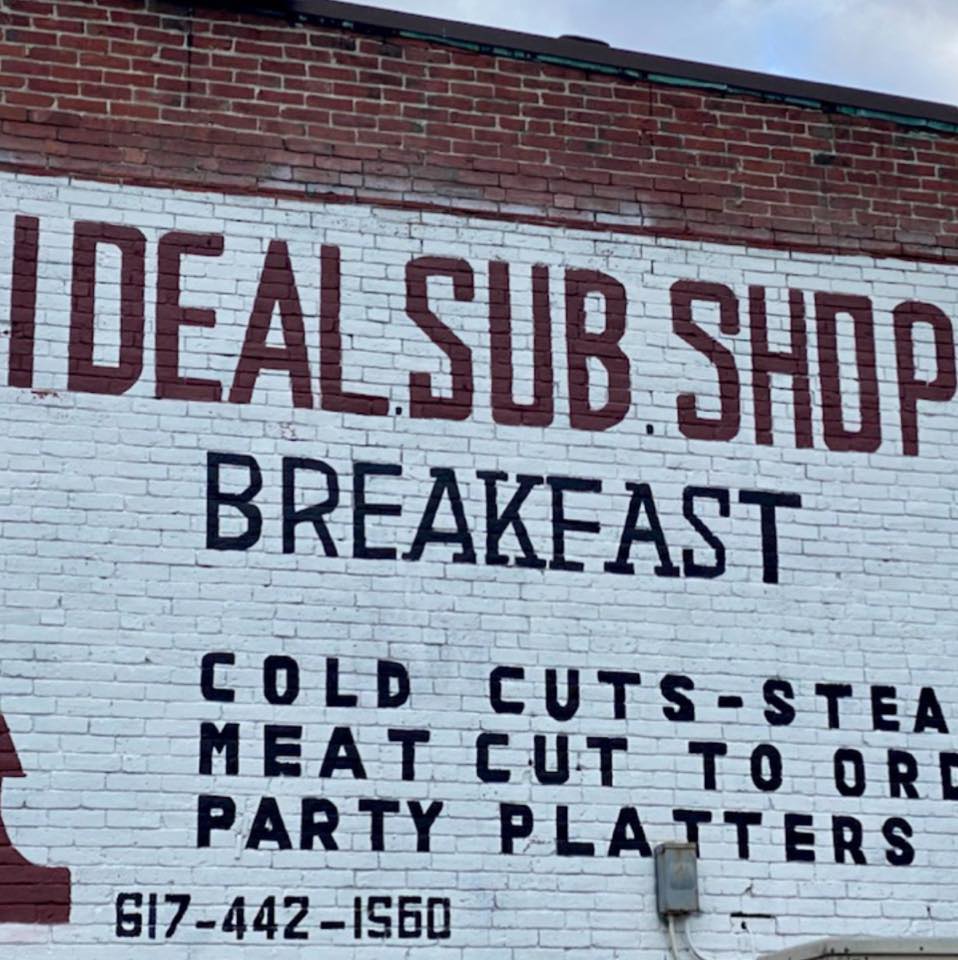 IDEAL.SUB.SHOP
BREAKFAST
COLD CUTS-STEA
MEAT CUT TO ORD
PARTY PLATTERS
617-442-1560